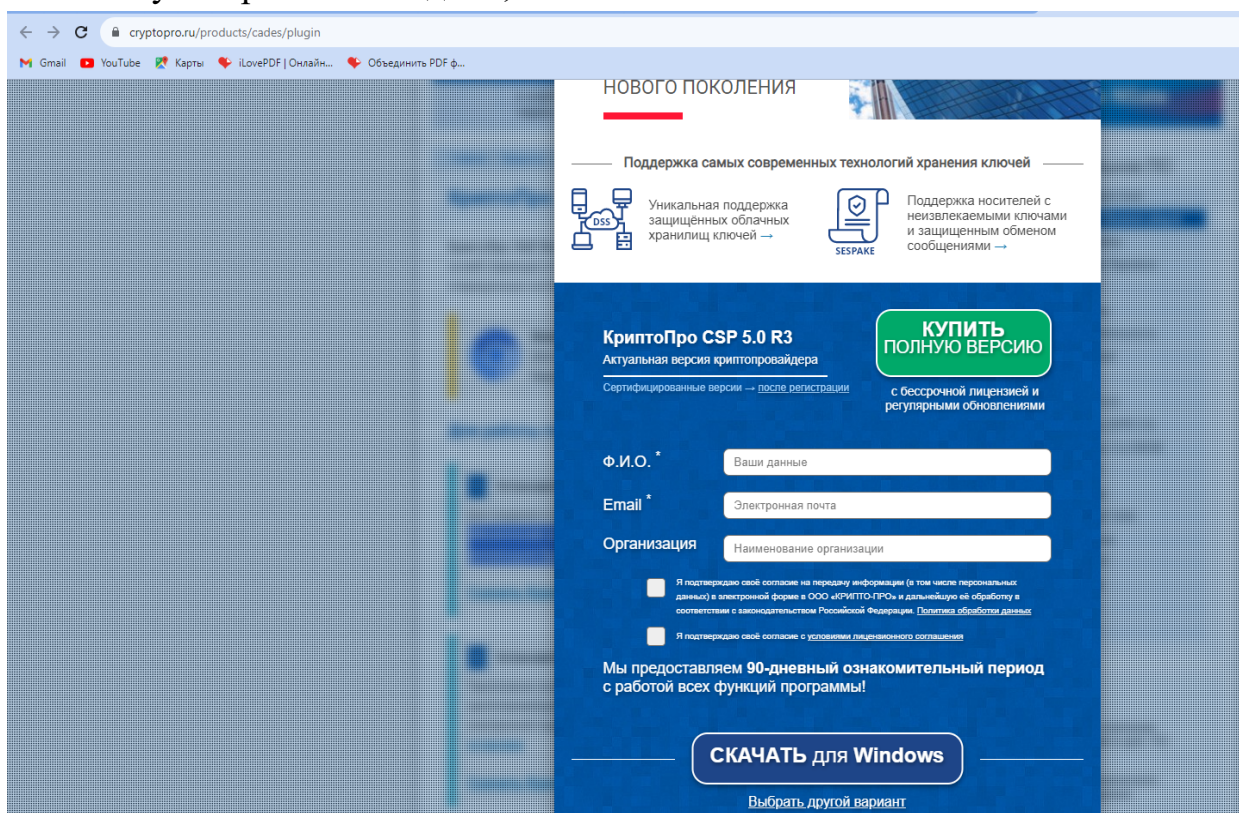 cryptopro.ru/products/cades/plugin
Gmail YouTube Карты iLovePDF | Онлайн... Объединить PDF ф...
НОВОГО ПОКОЛЕНИЯ
Поддержка самых современных технологий хранения ключей
DSS
Уникальная поддержка
защищённых облачных
хранилищ ключей →
SESPAKE
Поддержка носителей с
неизвлекаемыми ключами
и защищенным обменом
сообщениями →
КриптоПро CSP 5.0 R3
Актуальная версия криптопровайдера
Сертифицированные версии → после регистрации
КУПИТЬ
ПОЛНУЮ ВЕРСИЮ
с бессрочной лицензией и
регулярными обновлениями
Ф.И.О. * Ваши данные
Email * Электронная почта
Организация Наименование организации
Я подтверждаю своё согласие на передачу информации (в том числе персональных
данных) в электронной форме в ООО «КРИПТО-ПРО» и дальнейшую её обработку в
соответствии с законодательством Российской Федерации. Политика обработки данных
Я подтверждаю своё согласие с условиями лицензионного соглашения
Мы предоставляем 90-дневный ознакомительный период
с работой всех функций программы!
СКАЧАТЬ для Windows
Выбрать другой вариант